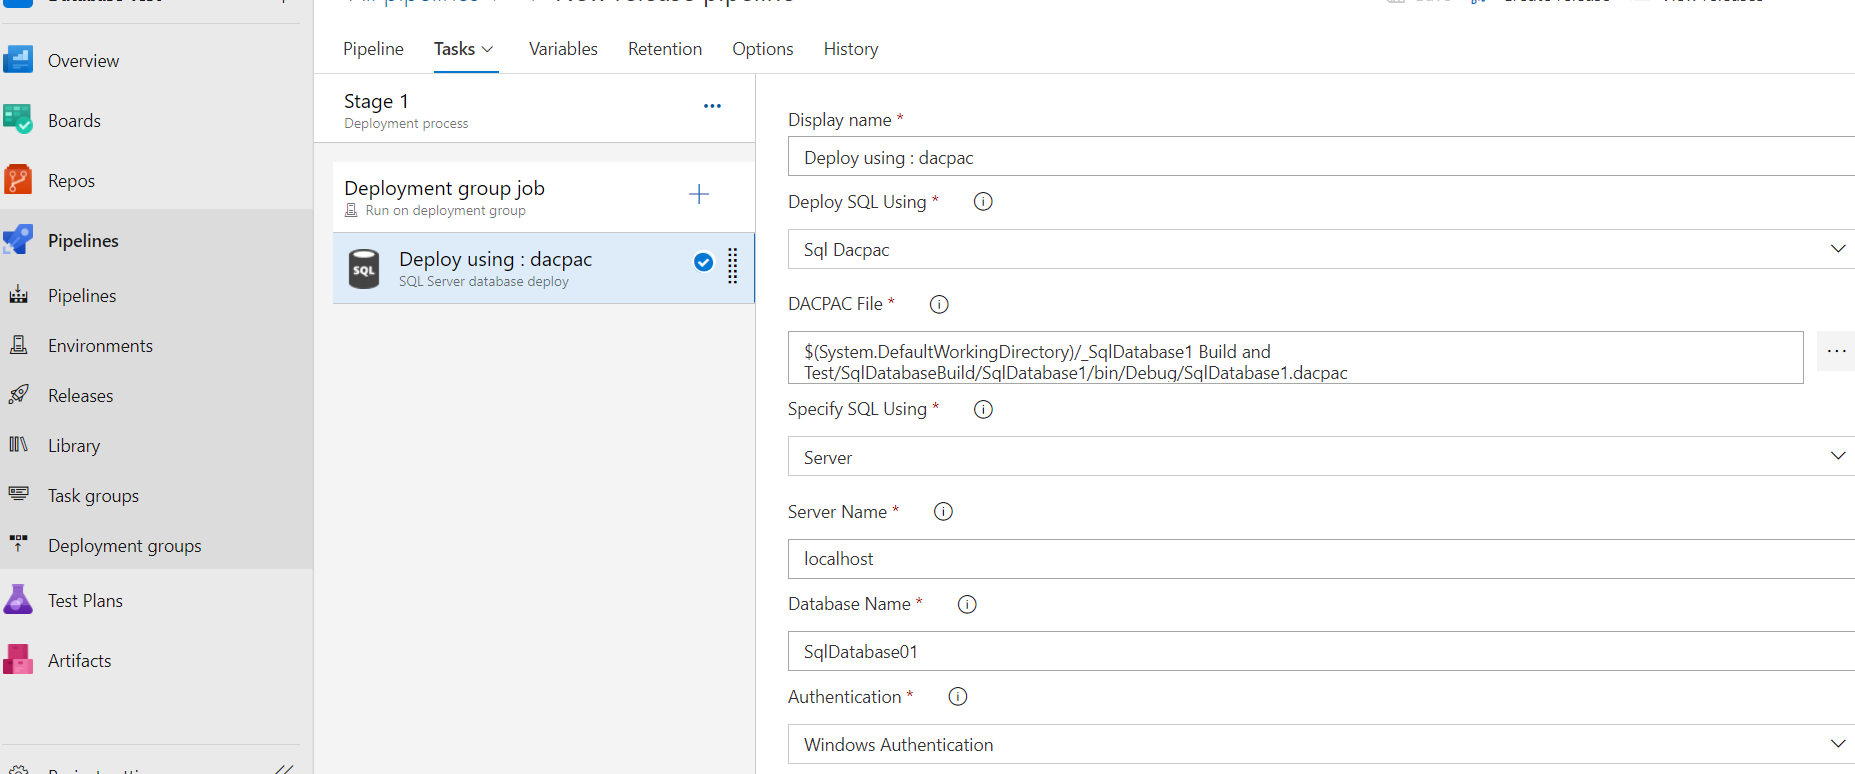 Overview
Boards
Repos
Pipelines
Pipelines
Environments
Releases
Library
Task groups
Deployment groups
Test Plans
Artifacts
Pipeline
Tasks
Variables
Retention
Options
History
Stage 1
Deployment process
Deployment group job
Run on deployment group
SQL
Deploy using : dacpac
SQL Server database deploy
Display name *
Deploy using : dacpac
Deploy SQL Using *
Sql Dacpac
DACPAC File *
$(System.DefaultWorkingDirectory)/_SqlDatabase1 Build and
Test/SqlDatabaseBuild/SqlDatabase1/bin/Debug/SqlDatabase1.dacpac
...
Specify SQL Using *
Server
Server Name *
localhost
Database Name *
SqlDatabase01
Authentication *
Windows Authentication